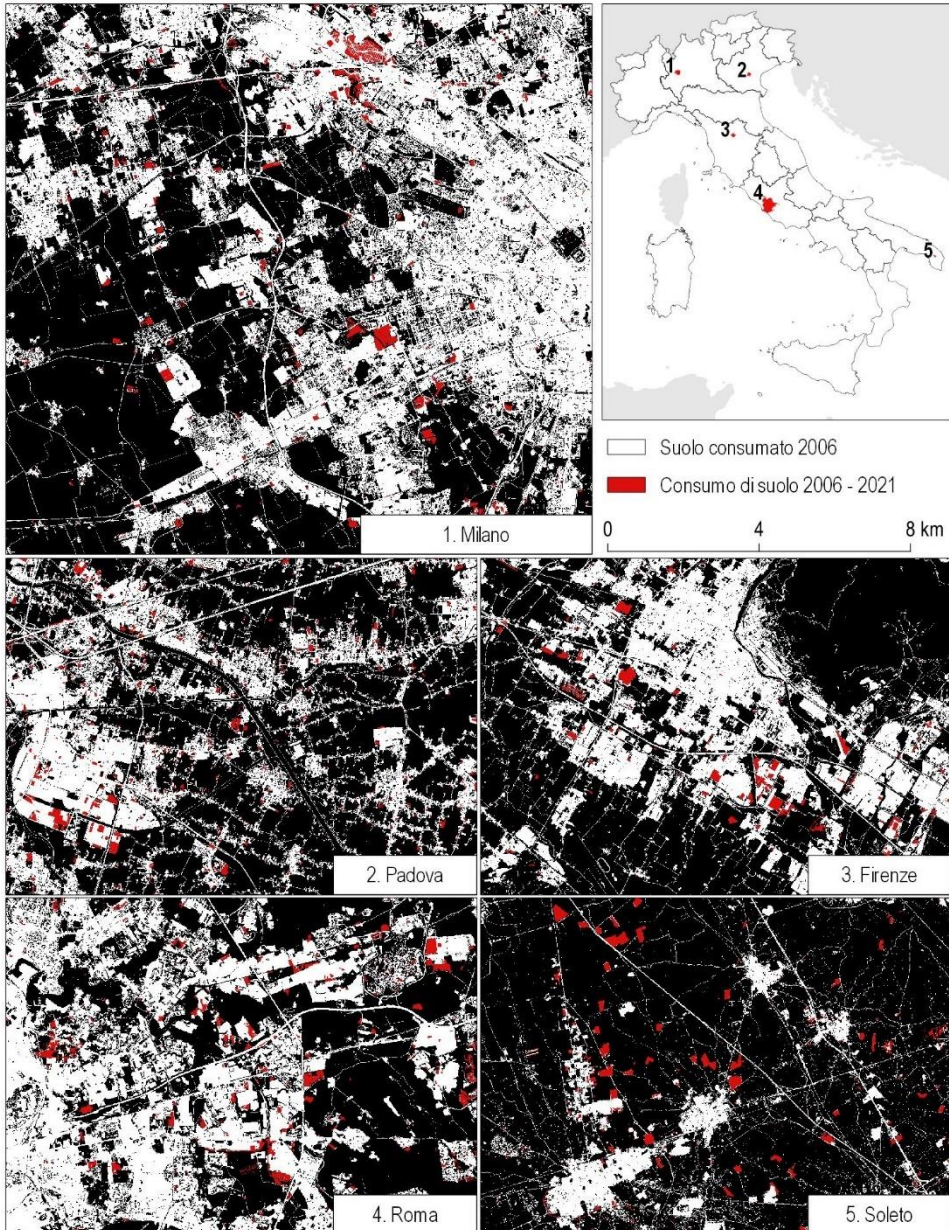 1
2
3
4
5
Suolo consumato 2006
Consumo di suolo 2006 - 2021
0 4 8 km
1. Milano
2. Padova
3. Firenze
4. Roma
5. Soleto